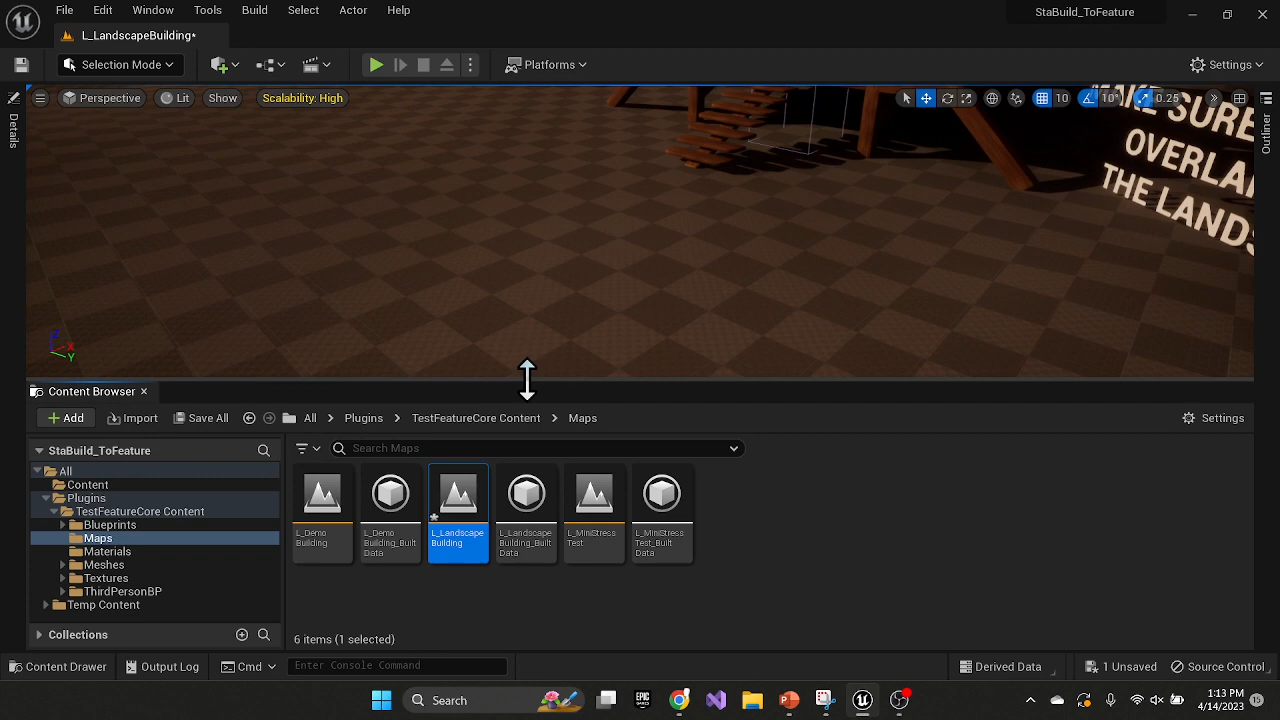 File Edit Window Tools Build Select Actor Help
StaBuild_ToFeature
L_LandscapeBuilding*
Selection Mode
Platforms
Settings
Details
Perspective
Lit
Show
Scalability: High
10
10°
0.25
Outliner
MAKE SURE
OVERLA
THE LANDS
Z
X
Y
Content Browser
Add
Import
Save All
All > Plugins > TestFeatureCore Content > Maps
Settings
StaBuild_ToFeature
Search Maps
All
Content
Plugins
TestFeatureCore Content
Blueprints
Maps
Materials
Meshes
Textures
ThirdPersonBP
Temp Content
Collections
L_Demo
Building
L_Demo
Building_Built
Data
L_Landscape
Building
L_Landscape
Building_Built
Data
L_MiniStress
Test
L_MiniStress
Test_Built
Data
6 items (1 selected)
Content Drawer
Output Log
Cmd
Enter Console Command
Derived Data
1 Unsaved
Source Control
Search
EPIC
GAMES
1:13 PM
4/14/2023
15